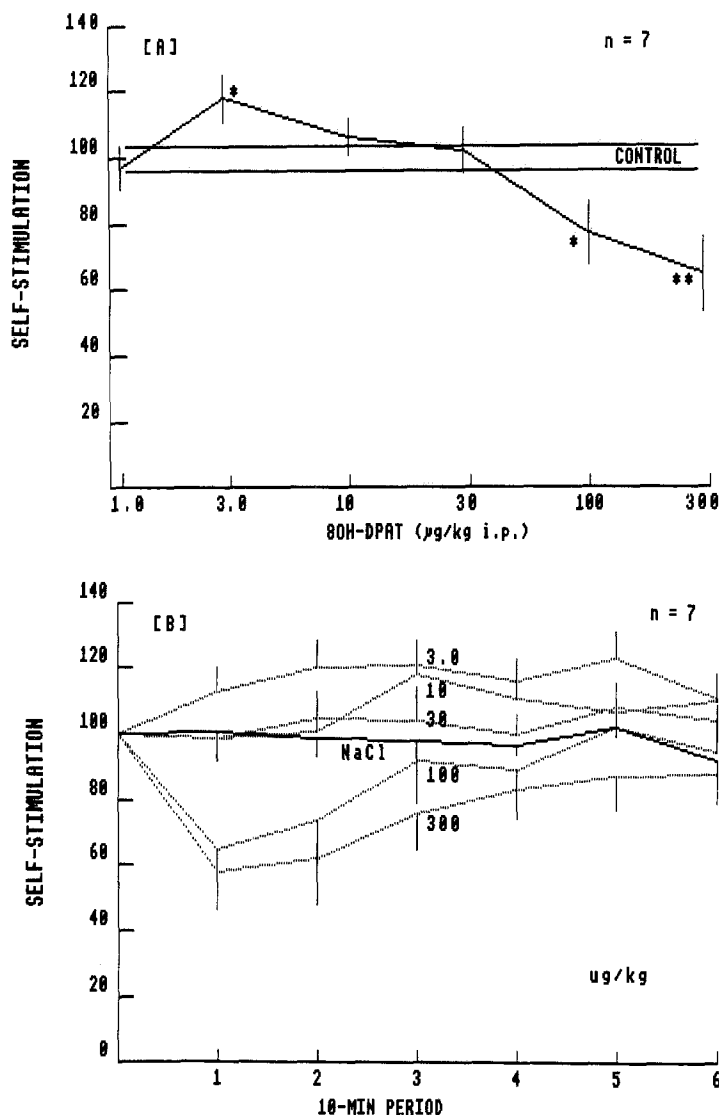 140
[A]
n = 7
120
*
100
CONTROL
80
*
60
**
40
20
SELF-STIMULATION
1.0 3.0 10 30 100 300
8OH-DPAT (µg/kg i.p.)
140
[B]
n = 7
120
3.0
10
30
100
NaCl
80
100
300
60
40
20
ug/kg
0
SELF-STIMULATION
1 2 3 4 5 6
10-MIN PERIOD